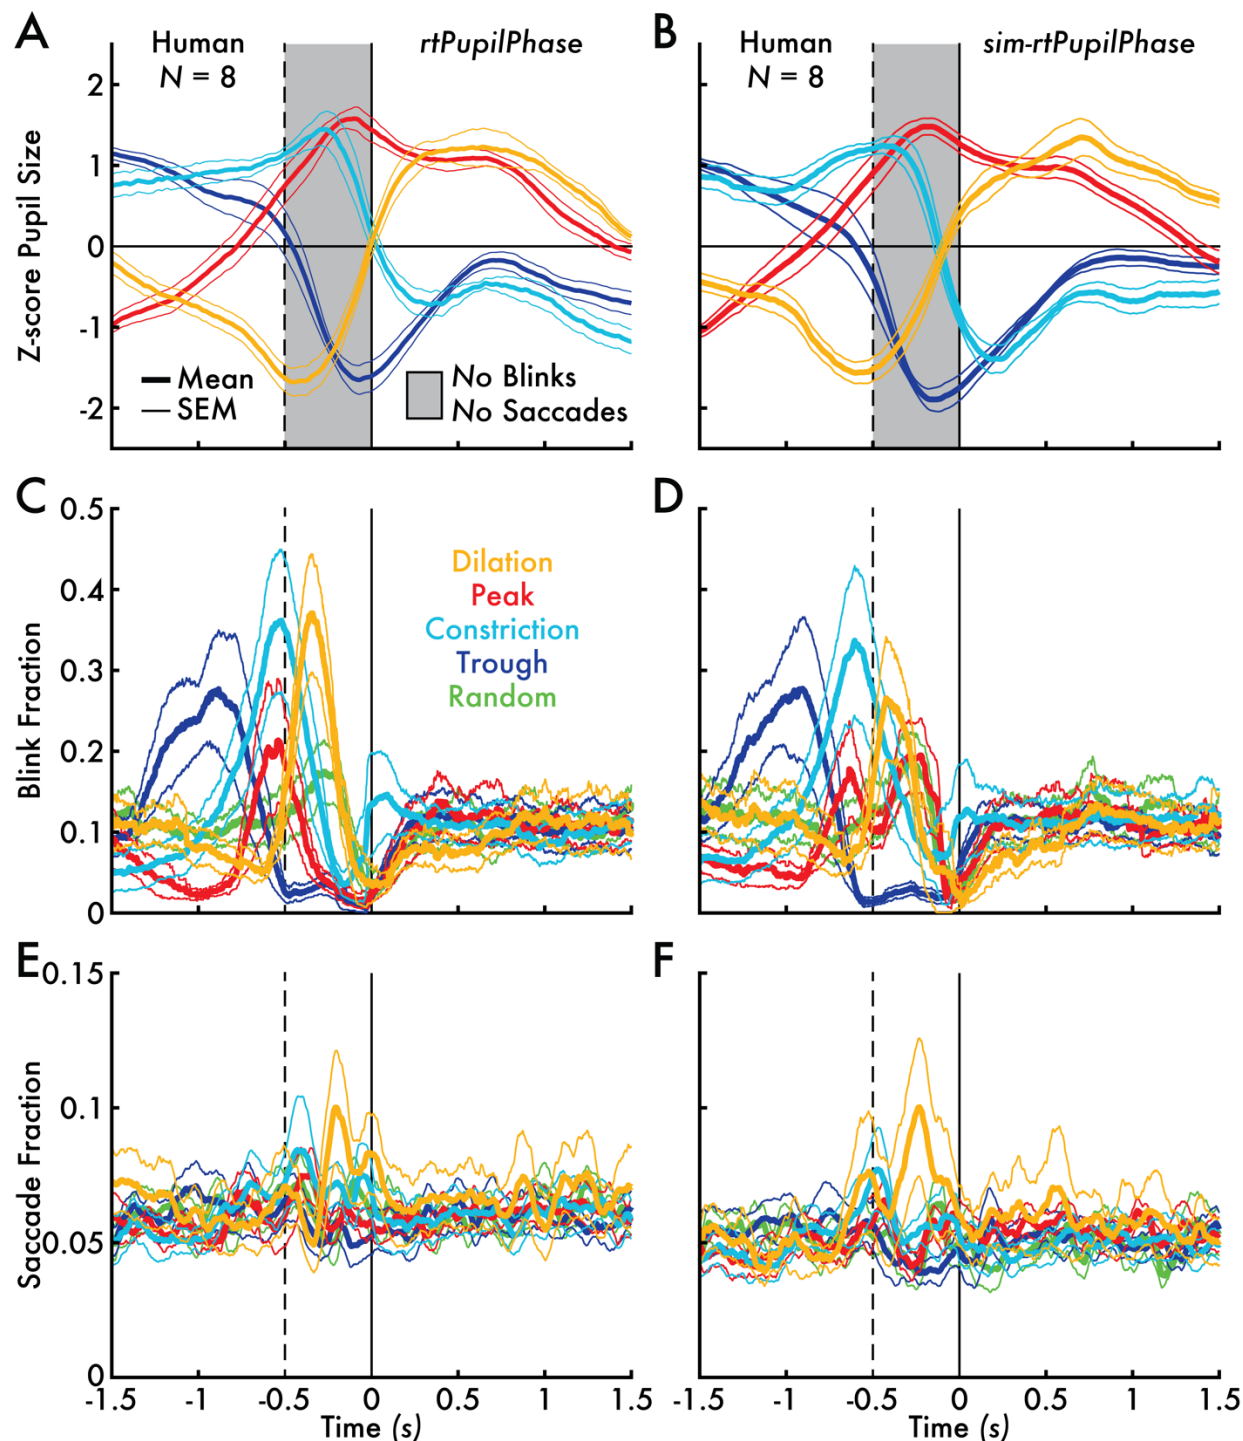 A
Human
N = 8
rtPupilPhase
B
Human
N = 8
sim-rtPupilPhase
Z-score Pupil Size
2
1
0
-1
-2
Mean
SEM
No Blinks
No Saccades
C
D
Blink Fraction
0.5
0.4
0.3
0.2
0.1
0
Dilation
Peak
Constriction
Trough
Random
E
F
Saccade Fraction
0.15
0.1
0.05
0
-1.5 -1 -0.5 0 0.5 1 1.5
Time (s)
-1.5 -1 -0.5 0 0.5 1 1.5
Time (s)